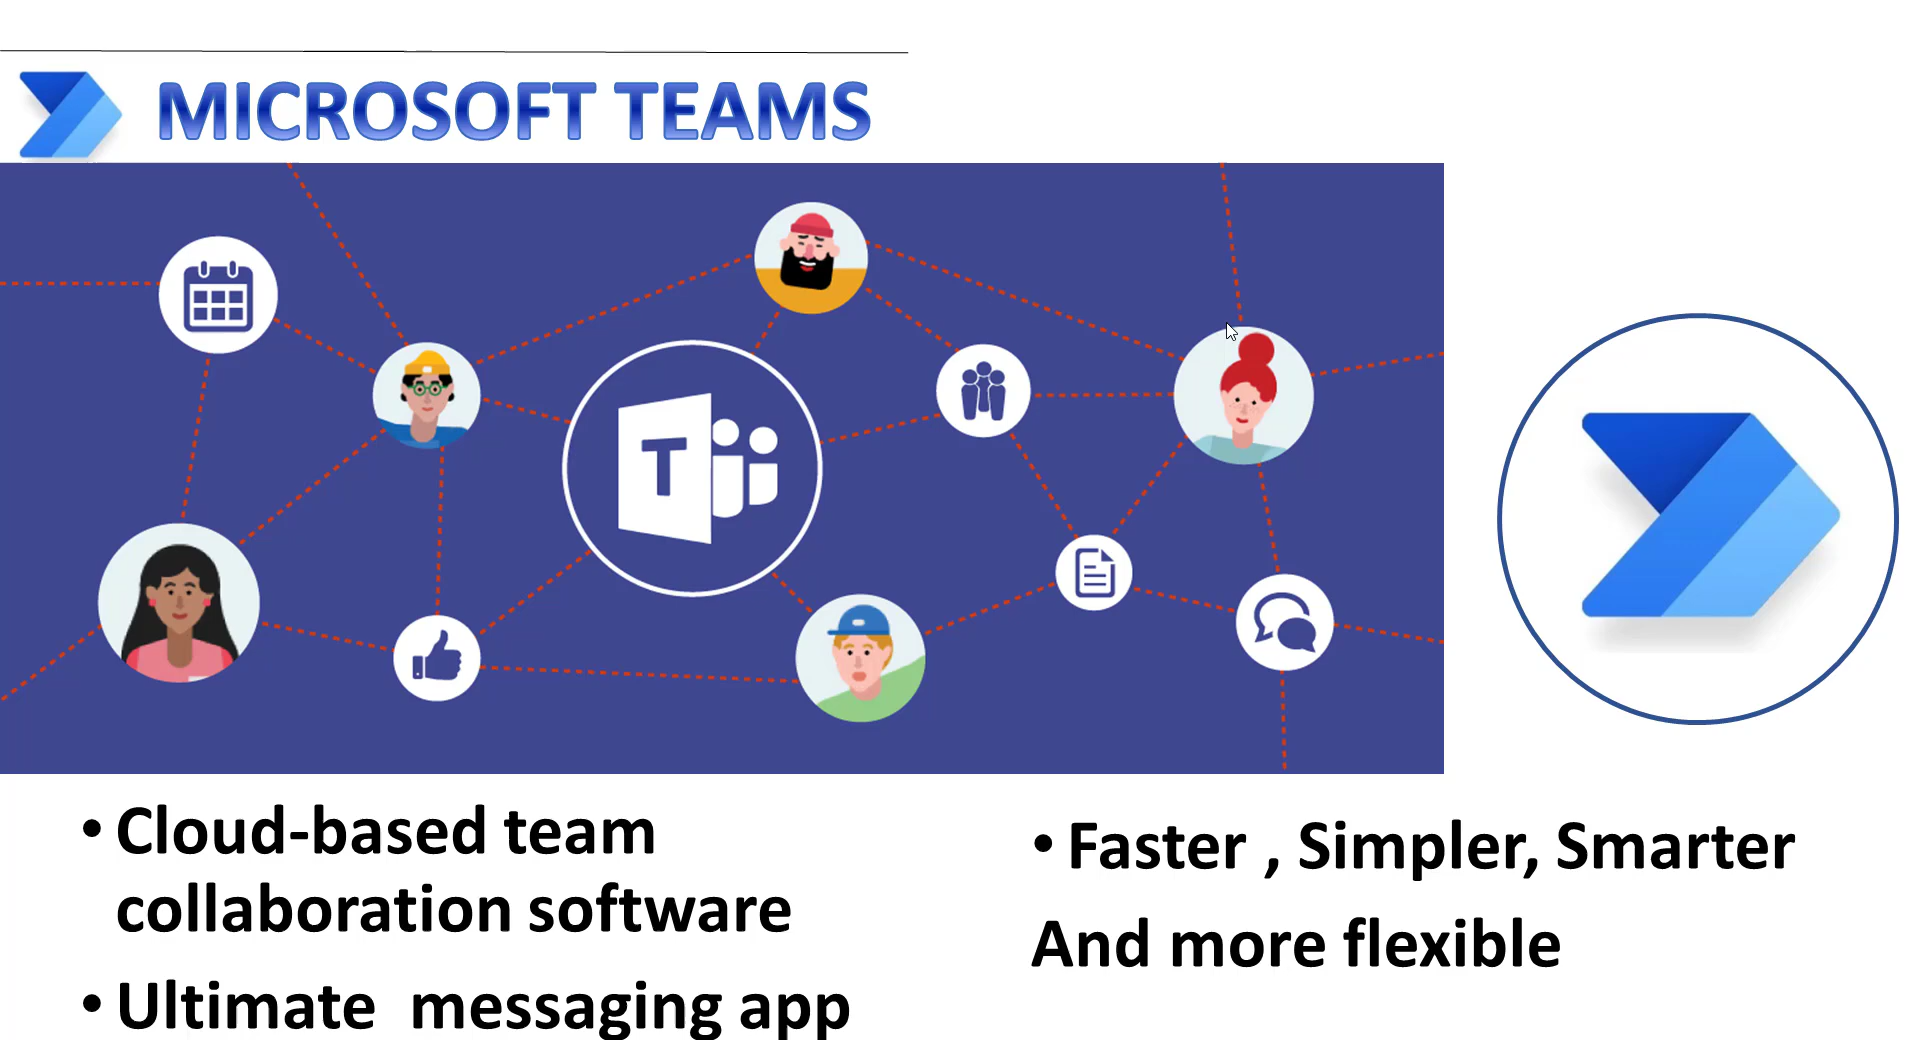 MICROSOFT TEAMS
T
• Cloud-based team
collaboration software
• Ultimate  messaging app
• Faster , Simpler, Smarter
And more flexible